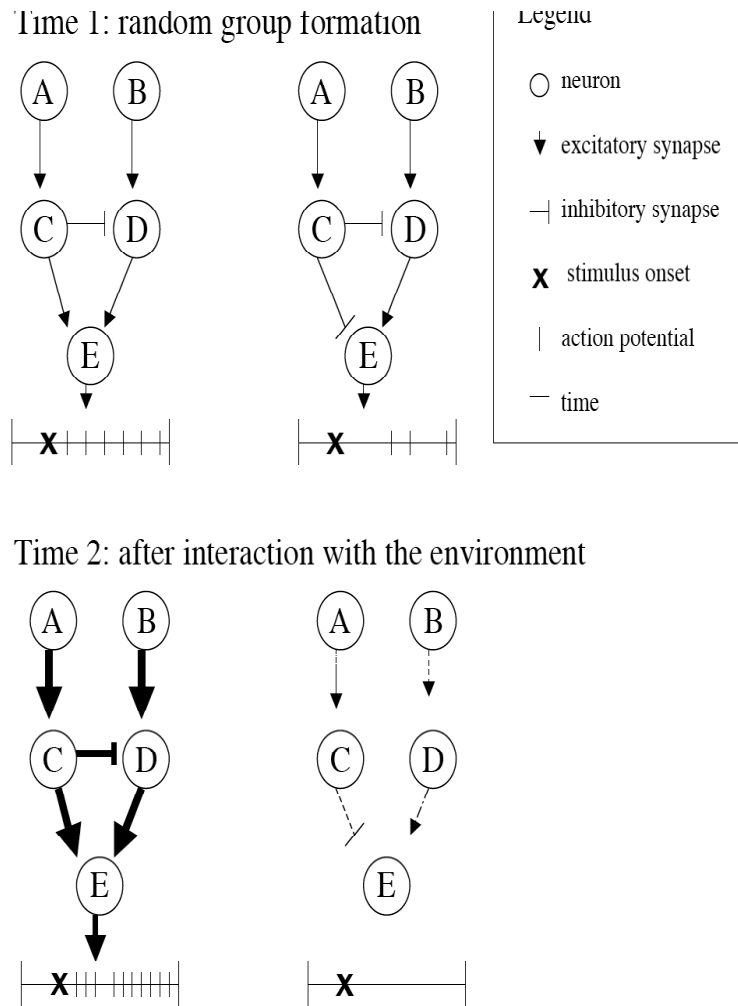 Time 1: random group formation
Legend
A B A B
neuron
excitatory synapse
C D C D
inhibitory synapse
X stimulus onset
E E
action potential
time
X X
Time 2: after interaction with the environment
A B A B
C D C D
E E
X X